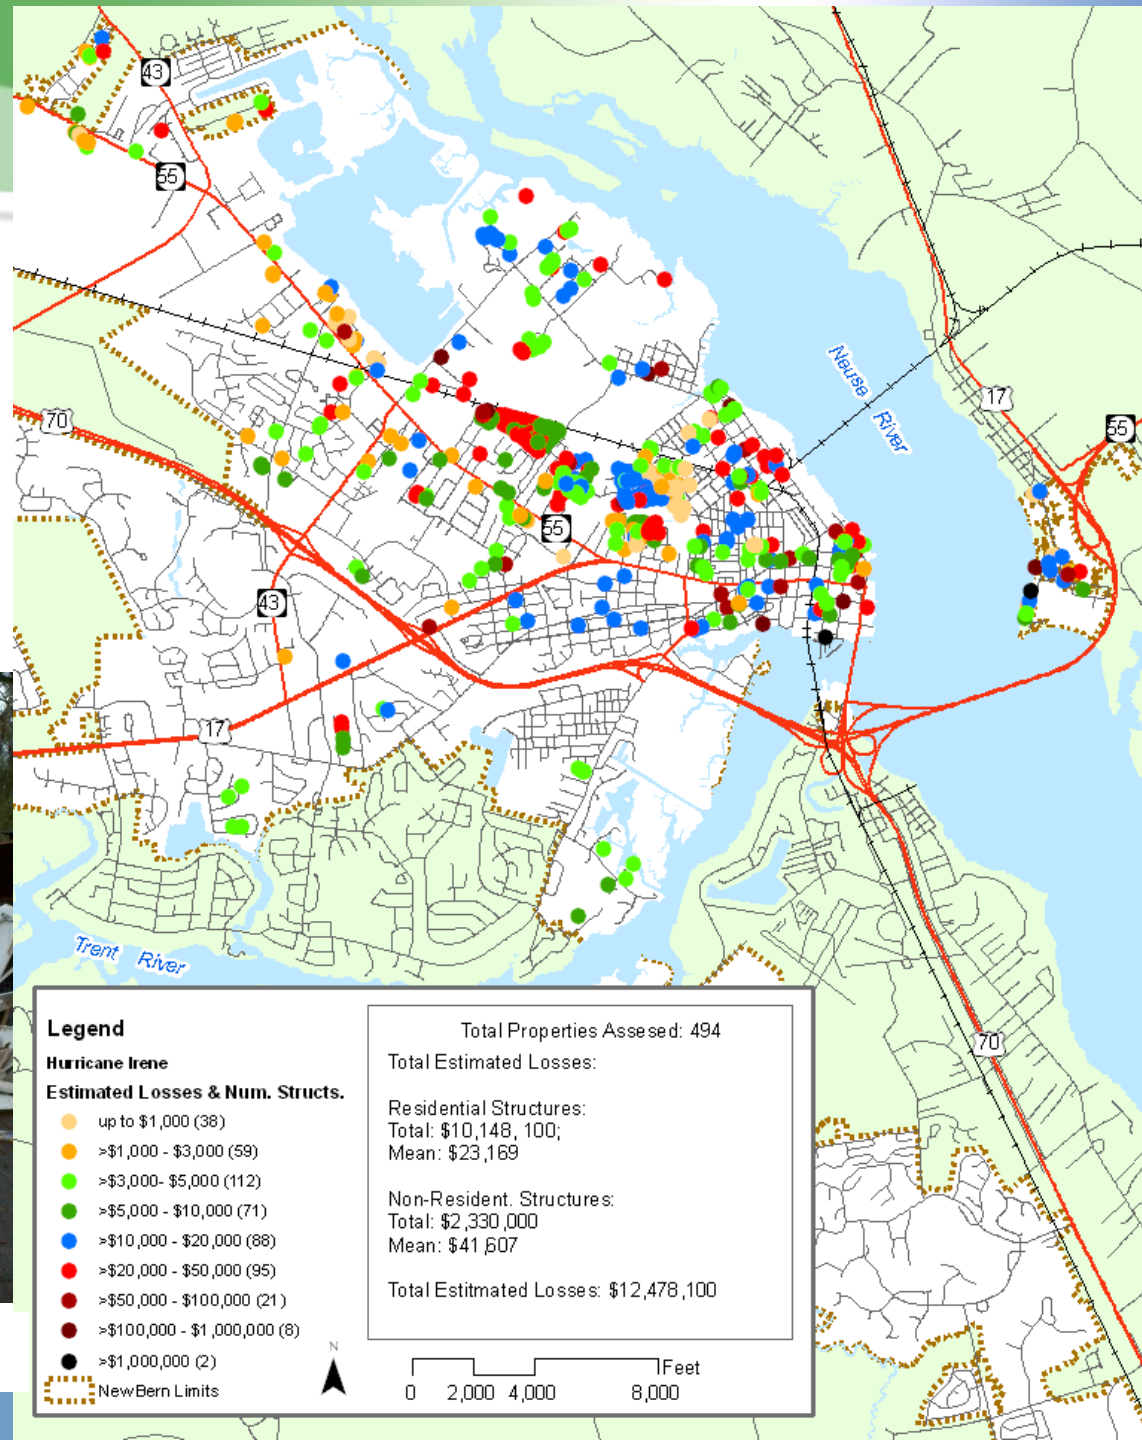 43
55
70
17
55
Neuse River
55
43
17
Trent River
70
Legend
Hurricane Irene
Estimated Losses & Num. Structs.
up to $1,000 (38)
>$1,000 - $3,000 (59)
>$3,000- $5,000 (112)
>$5,000 - $10,000 (71)
>$10,000 - $20,000 (88)
>$20,000 - $50,000 (95)
>$50,000 - $100,000 (21)
>$100,000 - $1,000,000 (8)
>$1,000,000 (2)
NewBern Limits
Total Properties Assesed: 494
Total Estimated Losses:
Residential Structures:
Total: $10,148, 100;
Mean: $23,169
Non-Resident. Structures:
Total: $2,330,000
Mean: $41,607
Total Estitmated Losses: $12,478,100
N
Feet
0 2,000 4,000 8,000